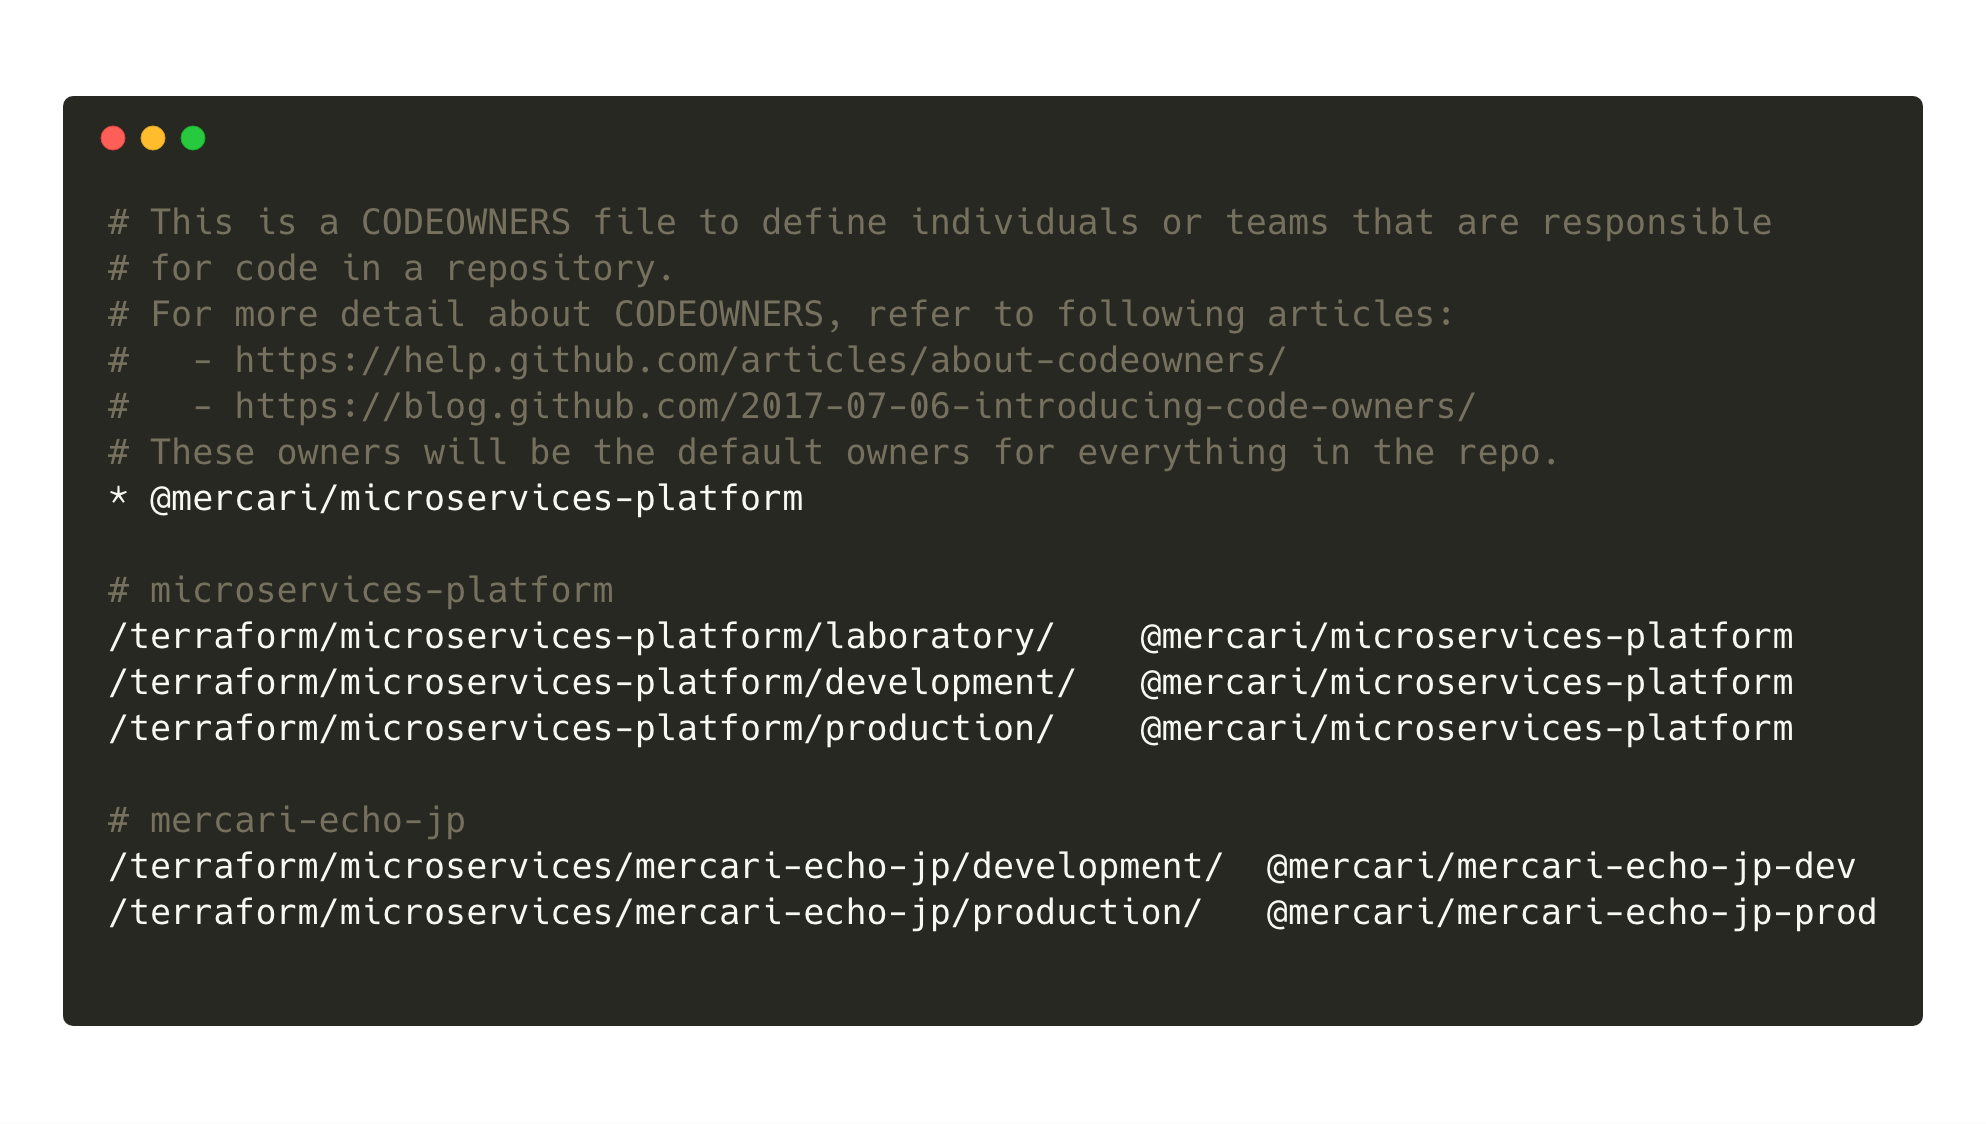 # This is a CODEOWNERS file to define individuals or teams that are responsible
# for code in a repository.
# For more detail about CODEOWNERS, refer to following articles:
#   - https://help.github.com/articles/about-codeowners/
#   - https://blog.github.com/2017-07-06-introducing-code-owners/
# These owners will be the default owners for everything in the repo.
* @mercari/microservices-platform

# microservices-platform
/terraform/microservices-platform/laboratory/    @mercari/microservices-platform
/terraform/microservices-platform/development/   @mercari/microservices-platform
/terraform/microservices-platform/production/    @mercari/microservices-platform

# mercari-echo-jp
/terraform/microservices/mercari-echo-jp/development/  @mercari/mercari-echo-jp-dev
/terraform/microservices/mercari-echo-jp/production/   @mercari/mercari-echo-jp-prod